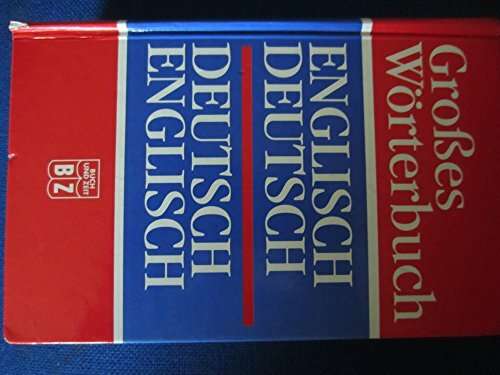 Großes
Wörterbuch
ENGLISCH
DEUTSCH
DEUTSCH
ENGLISCH
BUCH
UND ZEIT
BZ